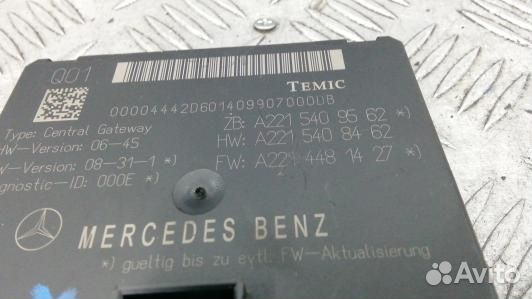 Q01
TEMIC
0000444206014099070000B
Type: Central Gateway
ZB: A221 540 95 62 *)
HW-Version: 06-45
HW: A221 540 84 62
W-Version: 08-31-1 *)
FW: A221 448 14 27 *)
agnostic-ID: 000E *)
MERCEDES BENZ
*) gueltig bis zu evtl. FW-Aktualisierung
Avito